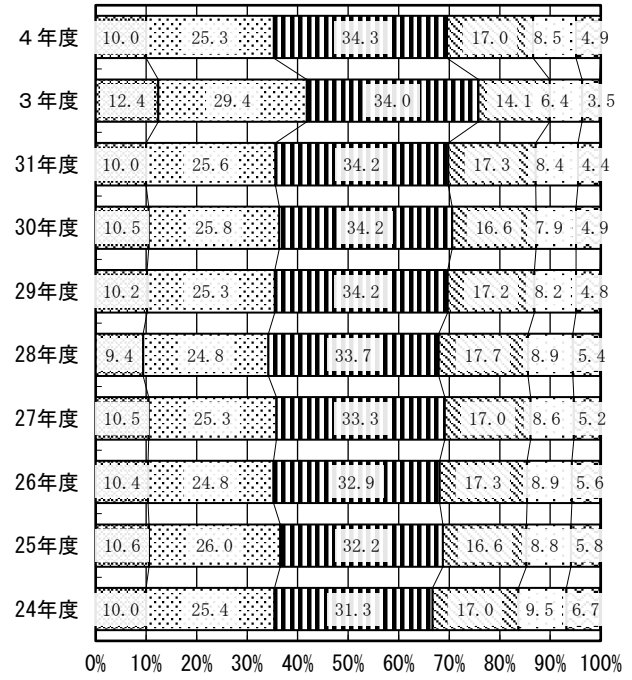 4年度 10.0 25.3 34.3 17.0 8.5 4.9
3年度 12.4 29.4 34.0 14.1 6.4 3.5
31年度 10.0 25.6 34.2 17.3 8.4 4.4
30年度 10.5 25.8 34.2 16.6 7.9 4.9
29年度 10.2 25.3 34.2 17.2 8.2 4.8
28年度 9.4 24.8 33.7 17.7 8.9 5.4
27年度 10.5 25.3 33.3 17.0 8.6 5.2
26年度 10.4 24.8 32.9 17.3 8.9 5.6
25年度 10.6 26.0 32.2 16.6 8.8 5.8
24年度 10.0 25.4 31.3 17.0 9.5 6.7
0% 10% 20% 30% 40% 50% 60% 70% 80% 90% 100%